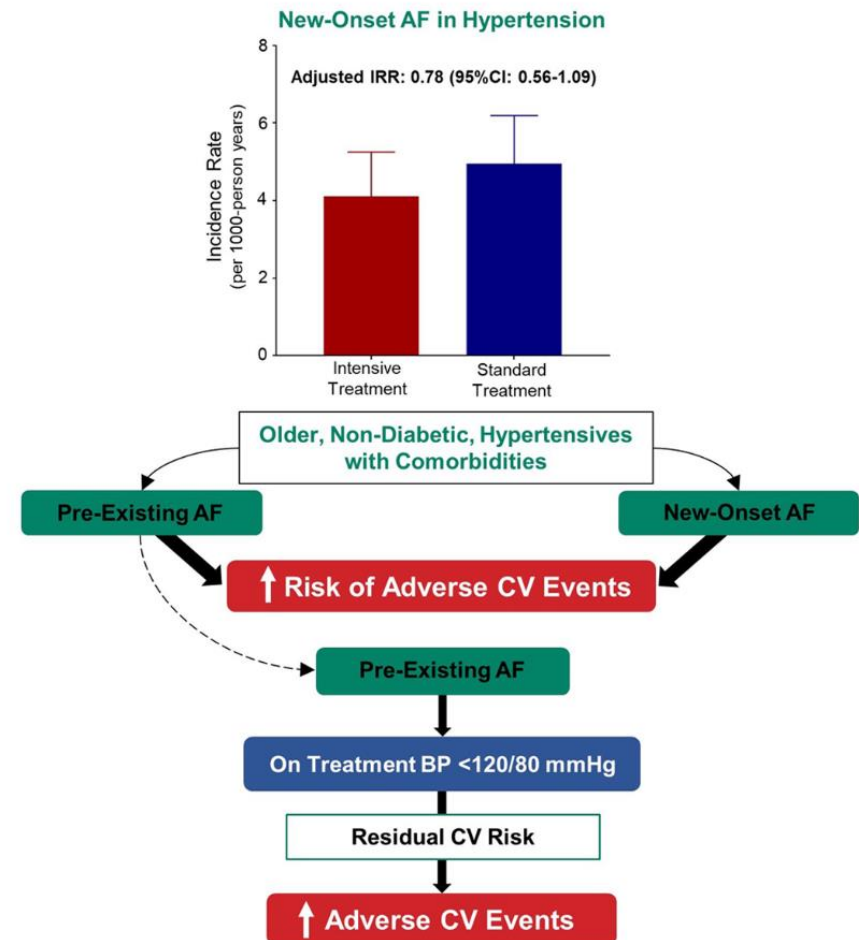 New-Onset AF in Hypertension
8
Adjusted IRR: 0.78 (95%CI: 0.56-1.09)
6
4
2
0
Incidence Rate
(per 1000-person years)
Intensive
Treatment
Standard
Treatment
Older, Non-Diabetic, Hypertensives
with Comorbidities
Pre-Existing AF
New-Onset AF
↑ Risk of Adverse CV Events
Pre-Existing AF
On Treatment BP <120/80 mmHg
Residual CV Risk
↑ Adverse CV Events